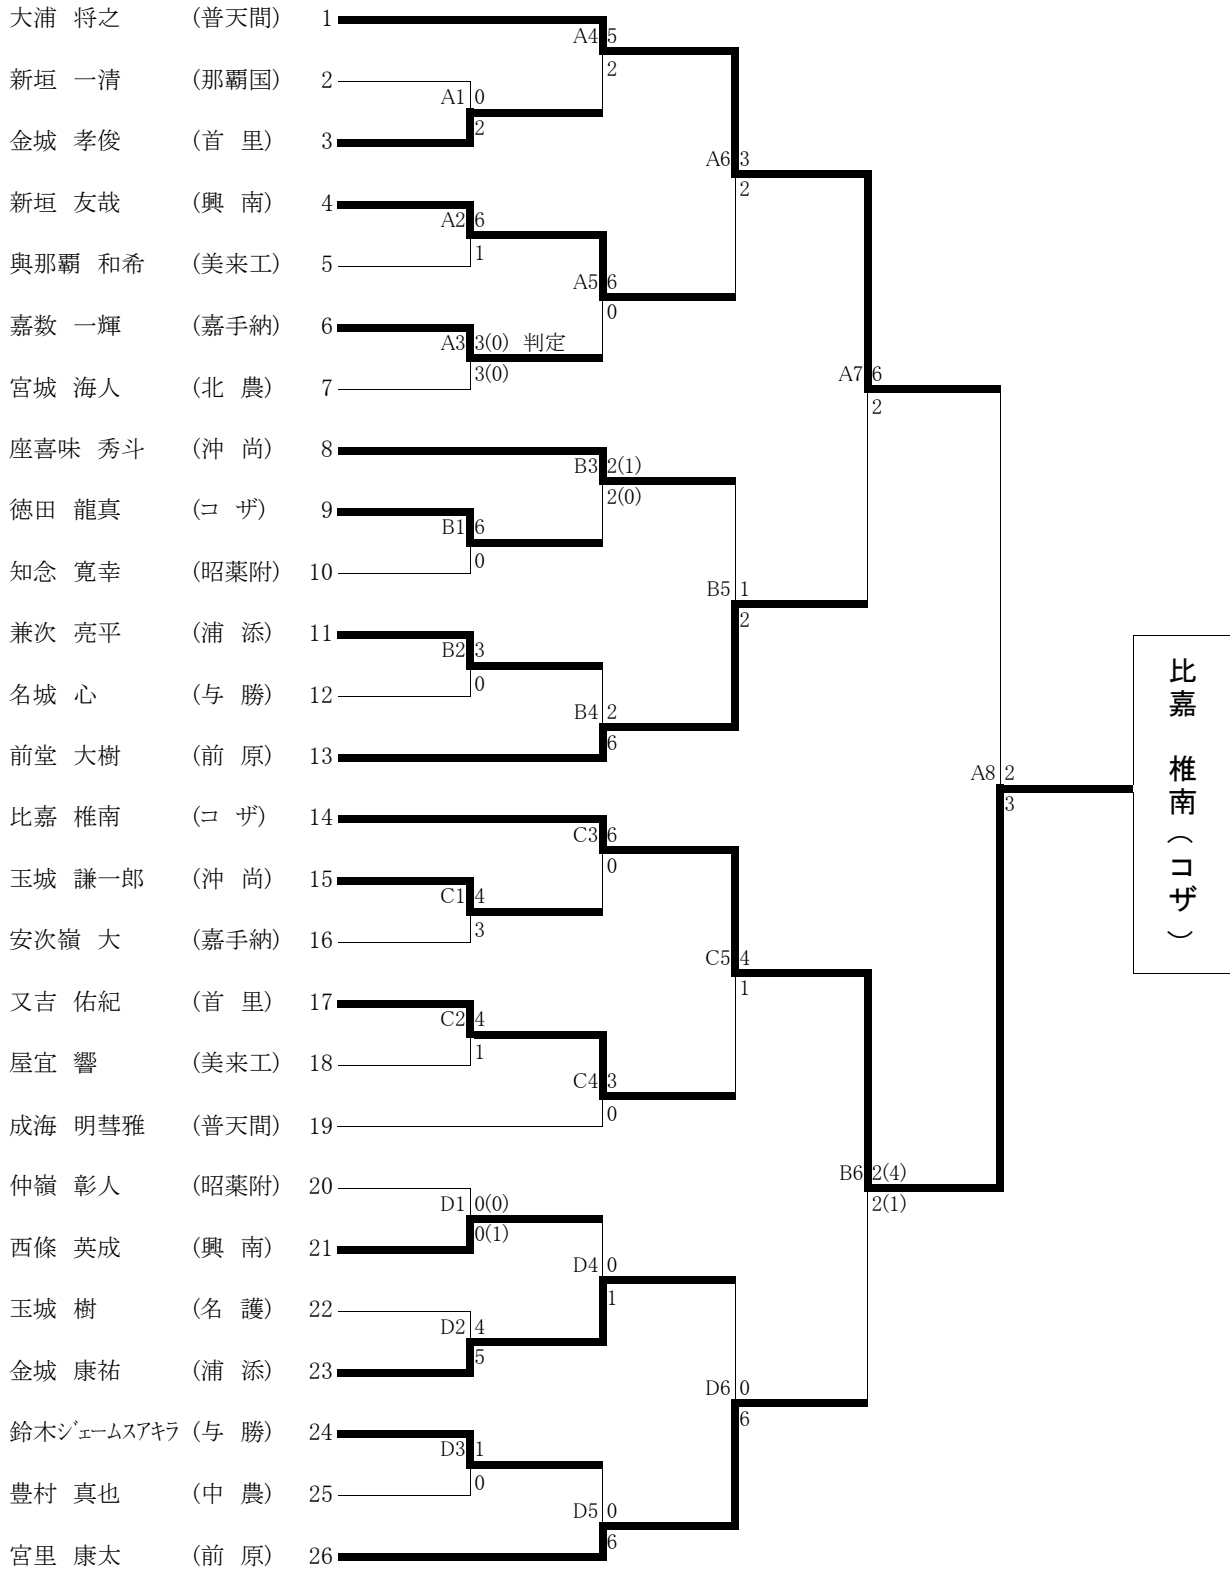 大浦 将之 (普天間) 1
A4 5
2
新垣 一清 (那覇国) 2
A1 0
2
金城 孝俊 (首 里) 3
A6 3
2
新垣 友哉 (興 南) 4
A2 6
1
與那覇 和希 (美来工) 5
A5 6
0
嘉数 一輝 (嘉手納) 6
A3 3(0) 判定
3(0)
宮城 海人 (北 農) 7
A7 6
2
座喜味 秀斗 (沖 尚) 8
B3 2(1)
2(0)
徳田 龍真 (コ ザ) 9
B1 6
0
知念 寛幸 (昭薬附) 10
B5 1
2
兼次 亮平 (浦 添) 11
B2 3
0
名城 心 (与 勝) 12
B4 2
6
前堂 大樹 (前 原) 13
A8 2
3
比嘉 椎南(コザ)
比嘉 椎南 (コ ザ) 14
C3 6
0
玉城 謙一郎 (沖 尚) 15
C1 4
3
安次嶺 大 (嘉手納) 16
C5 4
1
又吉 佑紀 (首 里) 17
C2 4
1
屋宜 響 (美来工) 18
C4 3
0
成海 明彗雅 (普天間) 19
B6 2(4)
2(1)
仲嶺 彰人 (昭薬附) 20
D1 0(0)
0(1)
西條 英成 (興 南) 21
D4 0
1
玉城 樹 (名 護) 22
D2 4
5
金城 康祐 (浦 添) 23
D6 0
6
鈴木ジェームスアキラ (与 勝) 24
D3 1
0
豊村 真也 (中 農) 25
D5 0
6
宮里 康太 (前 原) 26